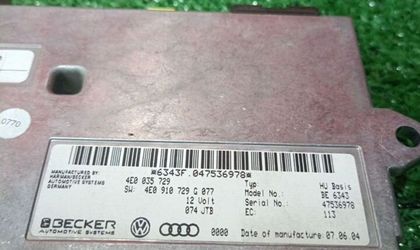 0770
*6343F.047536978*
MANUFACTURED BY
HARMAN/BECKER
AUTOMOTIVE SYSTEMS
GERMANY
4E0 035 729
SW: 4E0 910 729 G 077
12 Volt
074 JTB
Typ: HU Basis
Model No.: BE 6343
Serial No.: 47536978
EC: 113
BECKER
AUTOMOTIVE SYSTEMS
0000 Date of manufacture: 07.06.04